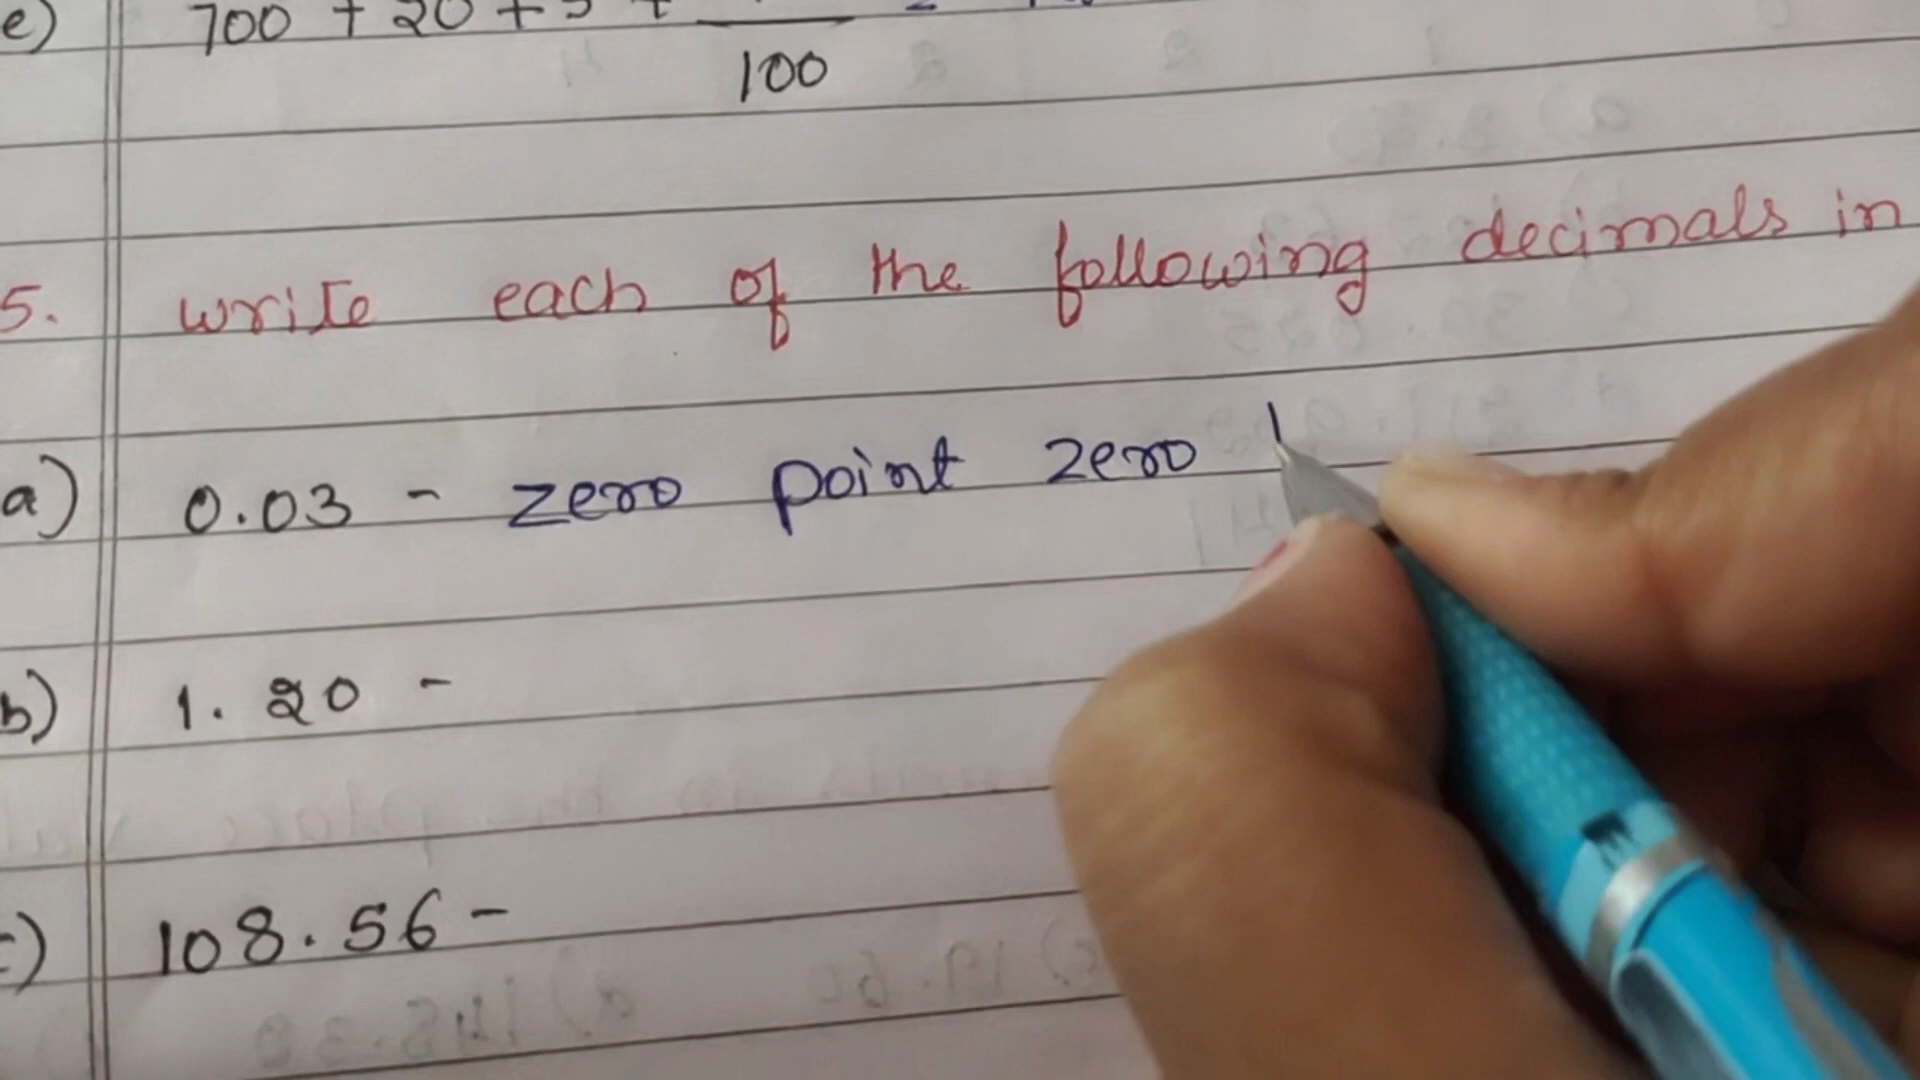 e) 700 + 20 + 5 +
100
5. write each of the following decimals in
a) 0.03 - zero point zero
b) 1.20 -
c) 108.56 -